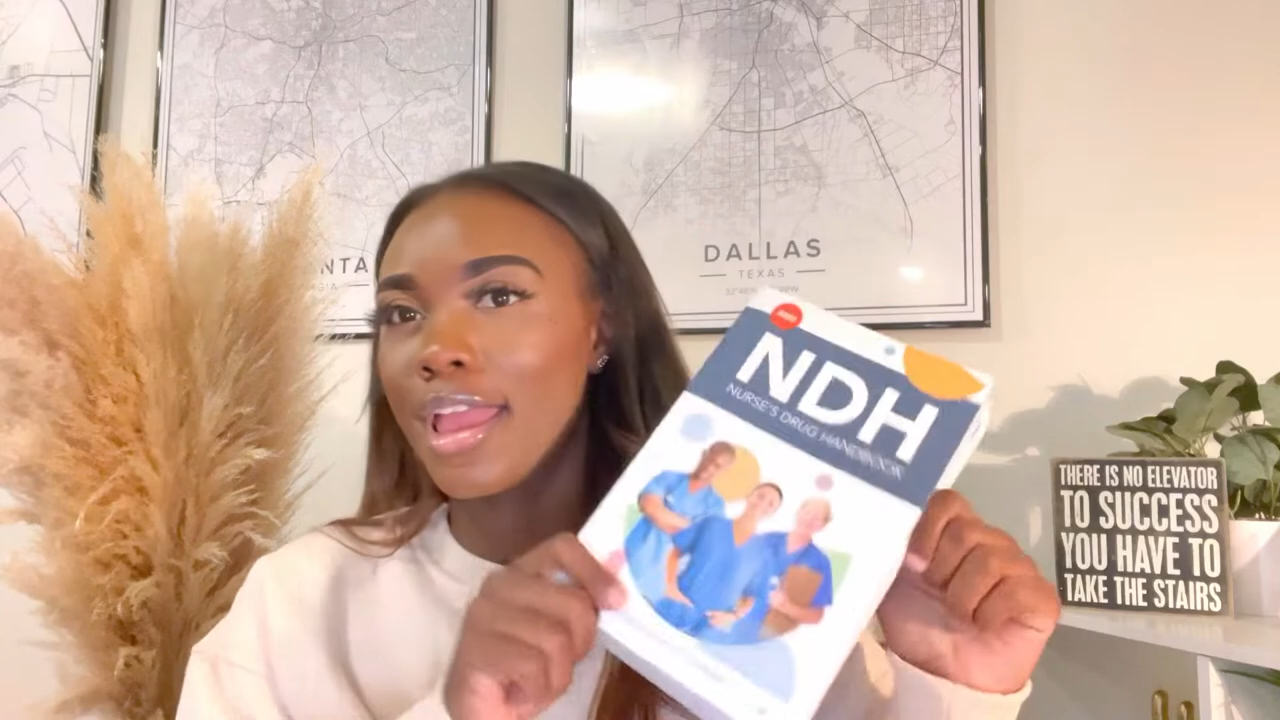 NTA
DALLAS
TEXAS
NDH
NURSE'S DRUG HANDBOOK
THERE IS NO ELEVATOR
TO SUCCESS
YOU HAVE TO
TAKE THE STAIRS